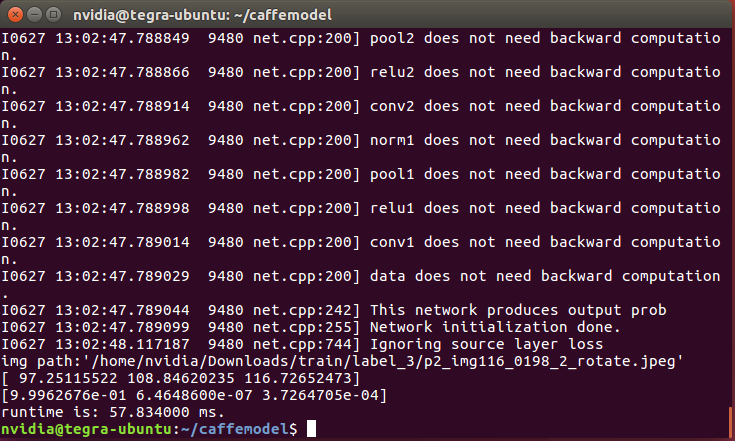 nvidia@tegra-ubuntu: ~/caffemodel
I0627 13:02:47.788849  9480 net.cpp:200] pool2 does not need backward computatio
n.
I0627 13:02:47.788866  9480 net.cpp:200] relu2 does not need backward computatio
n.
I0627 13:02:47.788914  9480 net.cpp:200] conv2 does not need backward computatio
n.
I0627 13:02:47.788962  9480 net.cpp:200] norm1 does not need backward computatio
n.
I0627 13:02:47.788982  9480 net.cpp:200] pool1 does not need backward computatio
n.
I0627 13:02:47.788998  9480 net.cpp:200] relu1 does not need backward computatio
n.
I0627 13:02:47.789014  9480 net.cpp:200] conv1 does not need backward computatio
n.
I0627 13:02:47.789029  9480 net.cpp:200] data does not need backward computation
.
I0627 13:02:47.789044  9480 net.cpp:242] This network produces output prob
I0627 13:02:47.789099  9480 net.cpp:255] Network initialization done.
I0627 13:02:48.117187  9480 net.cpp:744] Ignoring source layer loss
img path:'/home/nvidia/Downloads/train/label_3/p2_img116_0198_2_rotate.jpeg'
[ 97.25115522 108.84620235 116.72652473]
[9.9962676e-01 6.4648600e-07 3.7264705e-04]
runtime is: 57.834000 ms.
nvidia@tegra-ubuntu:~/caffemodel$